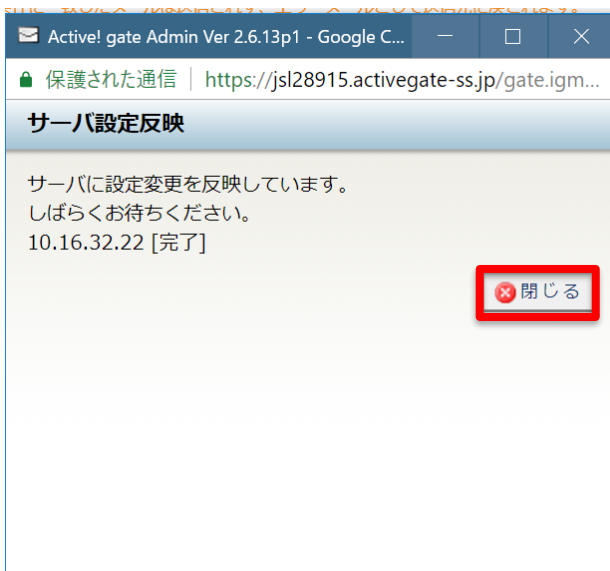 Active! gate Admin Ver 2.6.13p1 - Google C...
保護された通信 | https://jsl28915.activegate-ss.jp/gate.igm...
サーバ設定反映
サーバに設定変更を反映しています。
しばらくお待ちください。
10.16.32.22 [完了]
閉じる